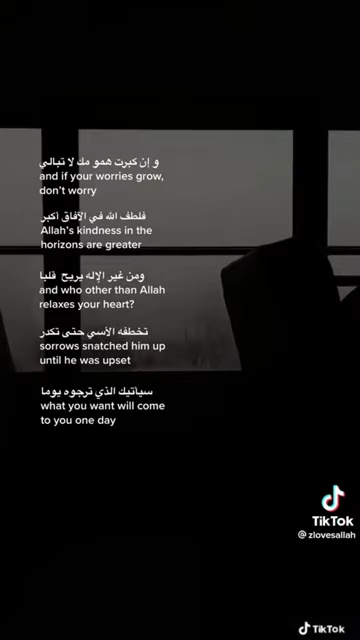 و إن كبرت همو مك لا تبالي
and if your worries grow,
don't worry
فلطف الله في الآفاق أكبر
Allah's kindness in the
horizons are greater
ومن غير الإله يريح قلبا
and who other than Allah
relaxes your heart?
تخطفه الأسي حتى تكدر
sorrows snatched him up
until he was upset
سيأتيك الذي ترجوه يوما
what you want will come
to you one day
TikTok
@zlovesallah
TikTok